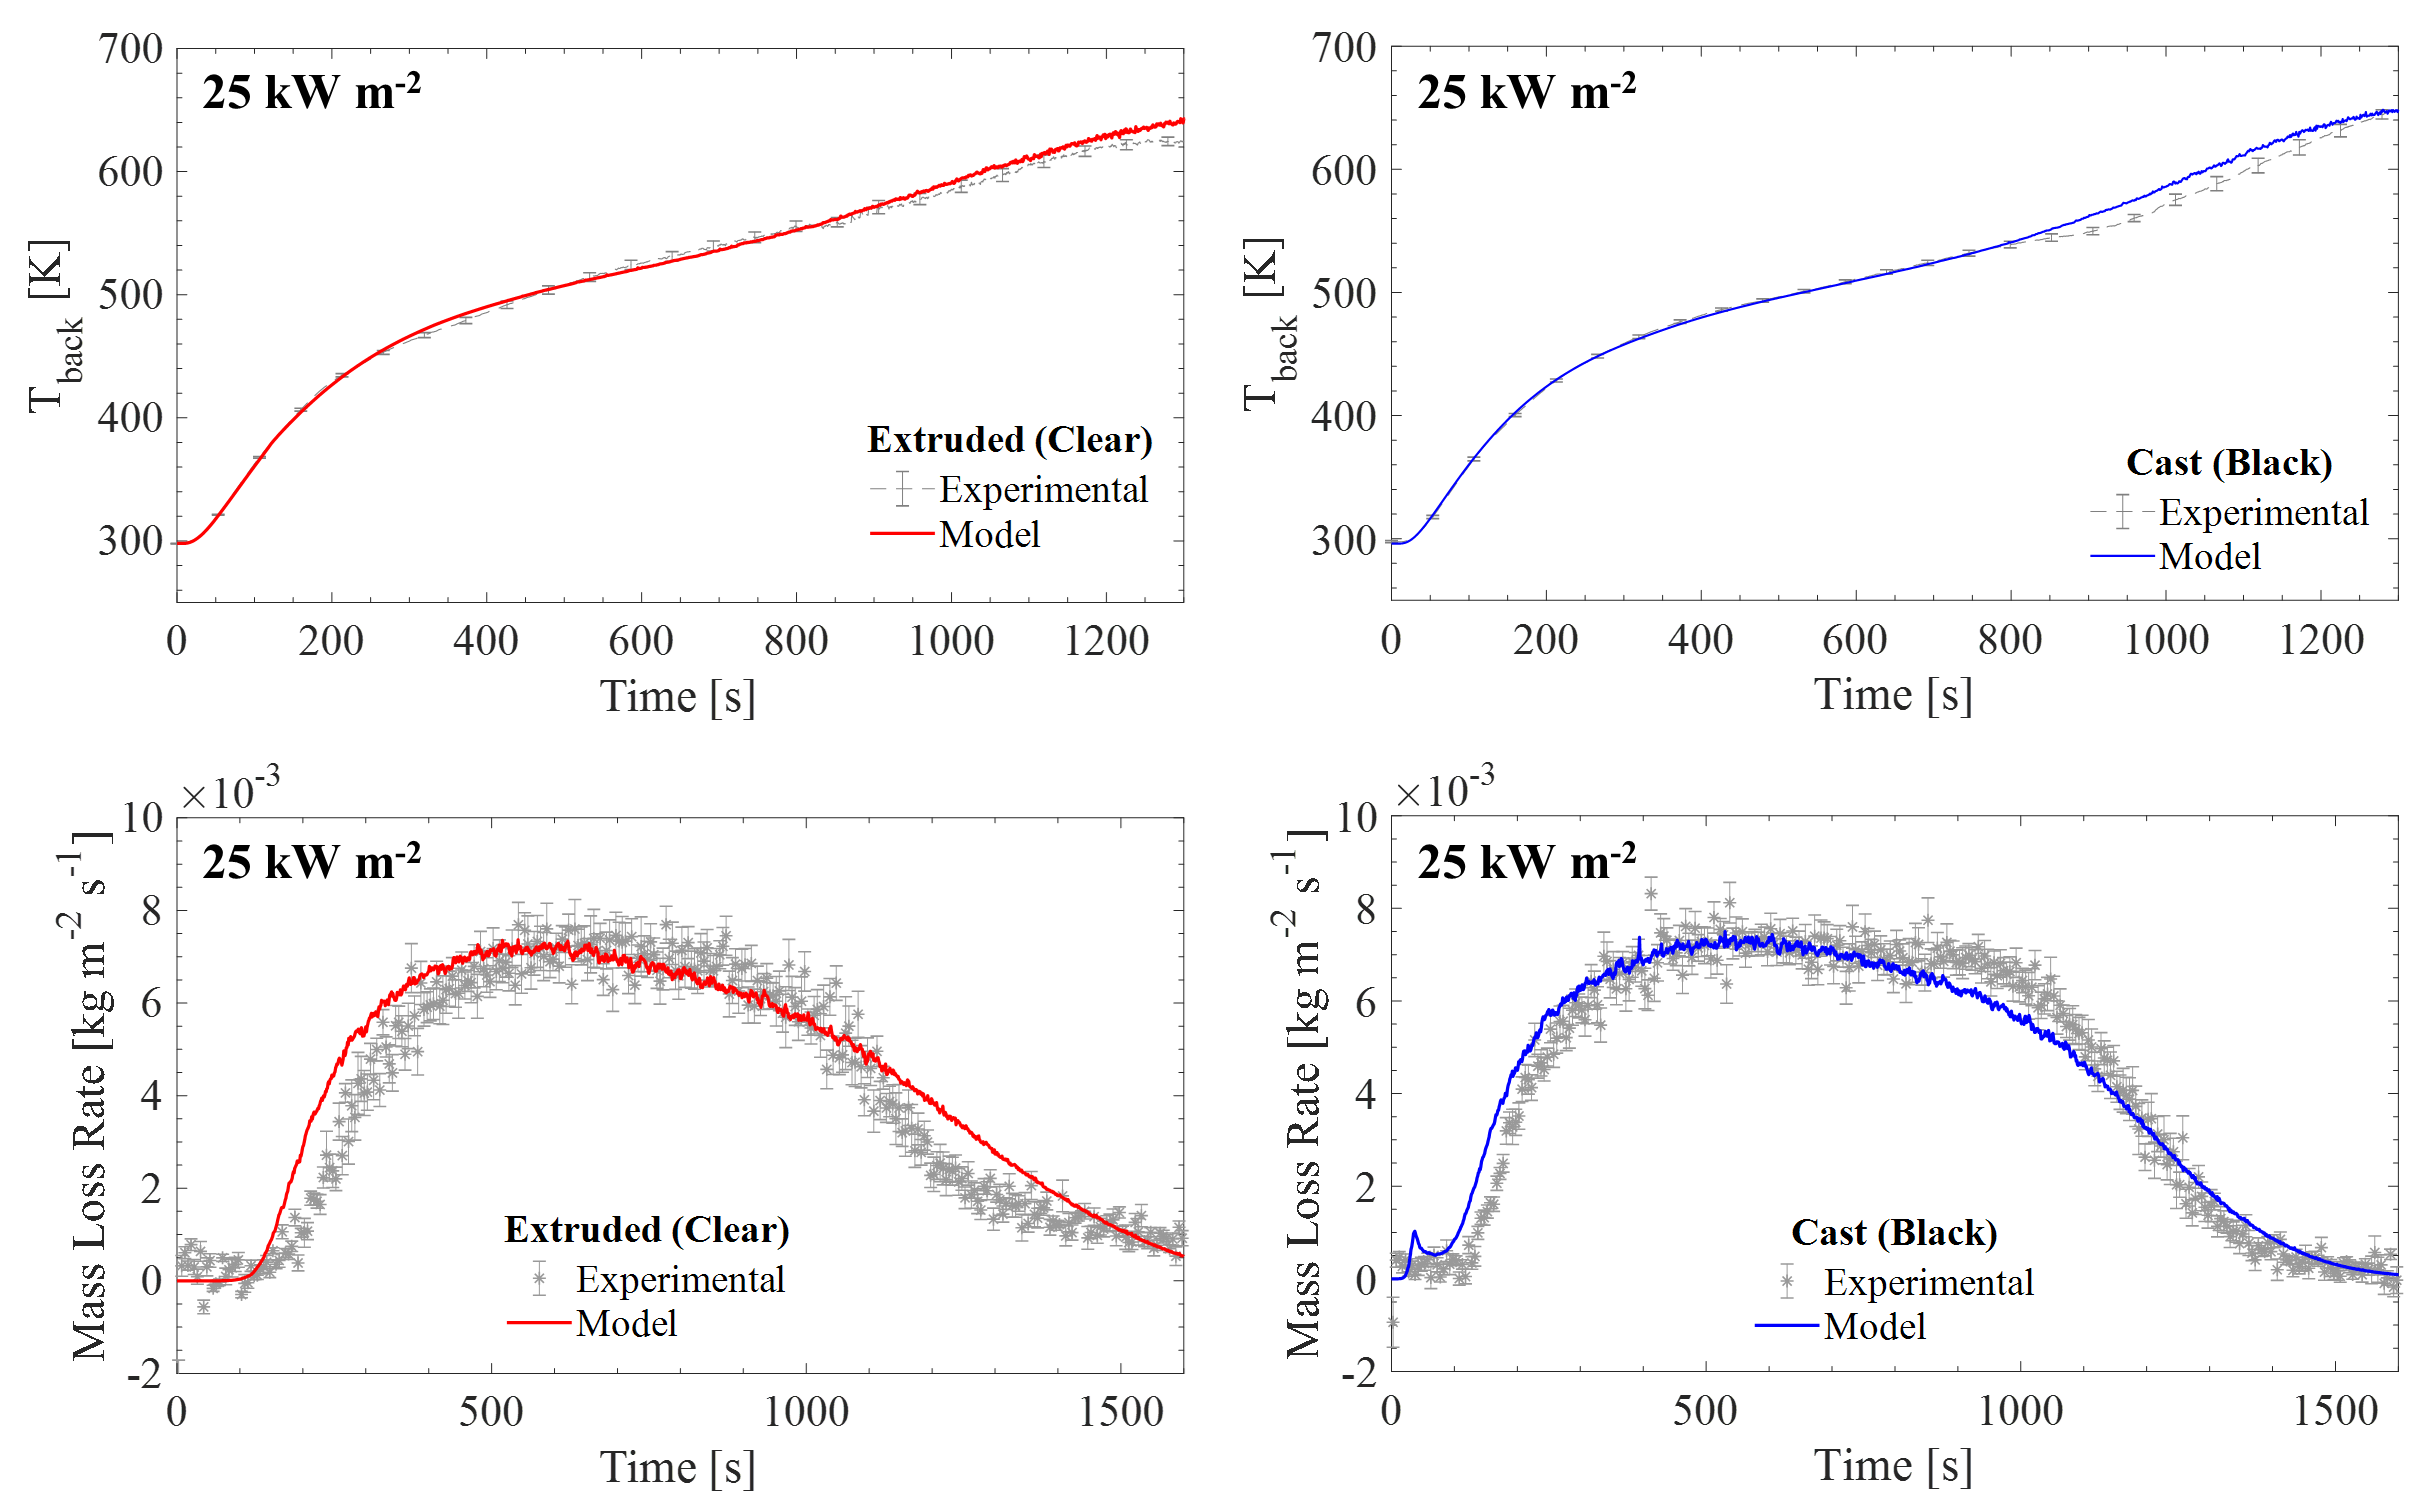 700
600
500
400
300
T_back [K]
25 kW m-2
Extruded (Clear)
Experimental
Model
0 200 400 600 800 1000 1200
Time [s]
700
600
500
400
300
T_back [K]
25 kW m-2
Cast (Black)
Experimental
Model
0 200 400 600 800 1000 1200
Time [s]
×10-3
10
8
6
4
2
0
-2
Mass Loss Rate [kg m-2 s-1]
25 kW m-2
Extruded (Clear)
Experimental
Model
0 500 1000 1500
Time [s]
×10-3
10
8
6
4
2
0
-2
Mass Loss Rate [kg m-2 s-1]
25 kW m-2
Cast (Black)
Experimental
Model
0 500 1000 1500
Time [s]